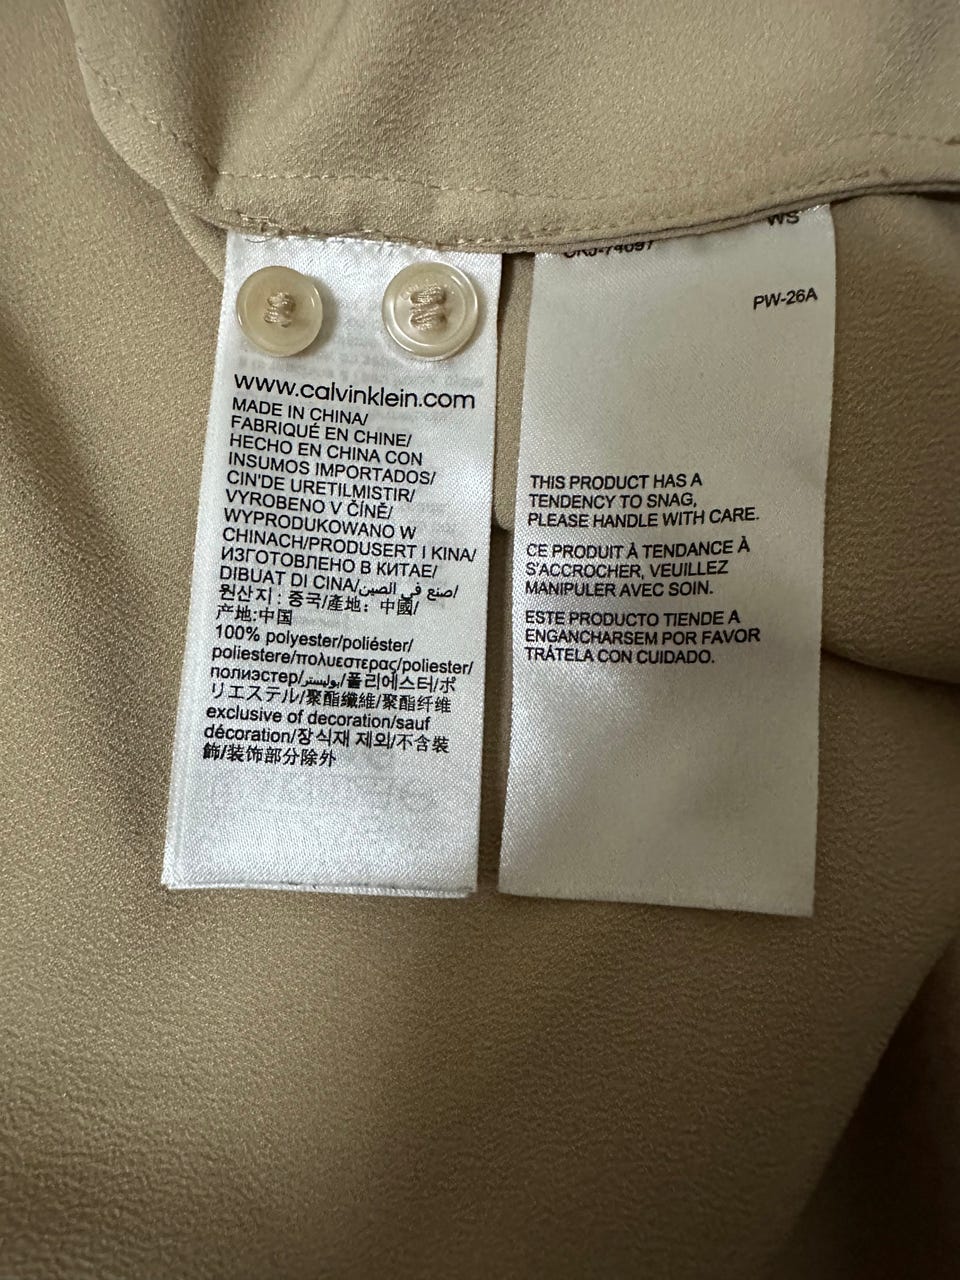 www.calvinklein.com
MADE IN CHINA/
FABRIQUÉ EN CHINE/
HECHO EN CHINA CON
INSUMOS IMPORTADOS/
CIN'DE URETILMISTIR/
VYROBENO V ČÍNĚ/
WYPRODUKOWANO W
CHINACH/PRODUSERT I KINA/
ИЗГОТОВЛЕНО В КИТАЕ/
DIBUAT DI CINA/صنع في الصين/
원산지 : 중국/產地：中國/
产地:中国
100% polyester/poliéster/
poliestere/πολυεστερας/poliester/
полиэстер/بوليستر/폴리에스터/ポ
リエステル/聚酯纖維/聚酯纤维
exclusive of decoration/sauf
décoration/장식재 제외/不含裝
飾/装饰部分除外
WS
PW-26A
THIS PRODUCT HAS A
TENDENCY TO SNAG,
PLEASE HANDLE WITH CARE.
CE PRODUIT À TENDANCE À
S'ACCROCHER, VEUILLEZ
MANIPULER AVEC SOIN.
ESTE PRODUCTO TIENDE A
ENGANCHARSEM POR FAVOR
TRÁTELA CON CUIDADO.